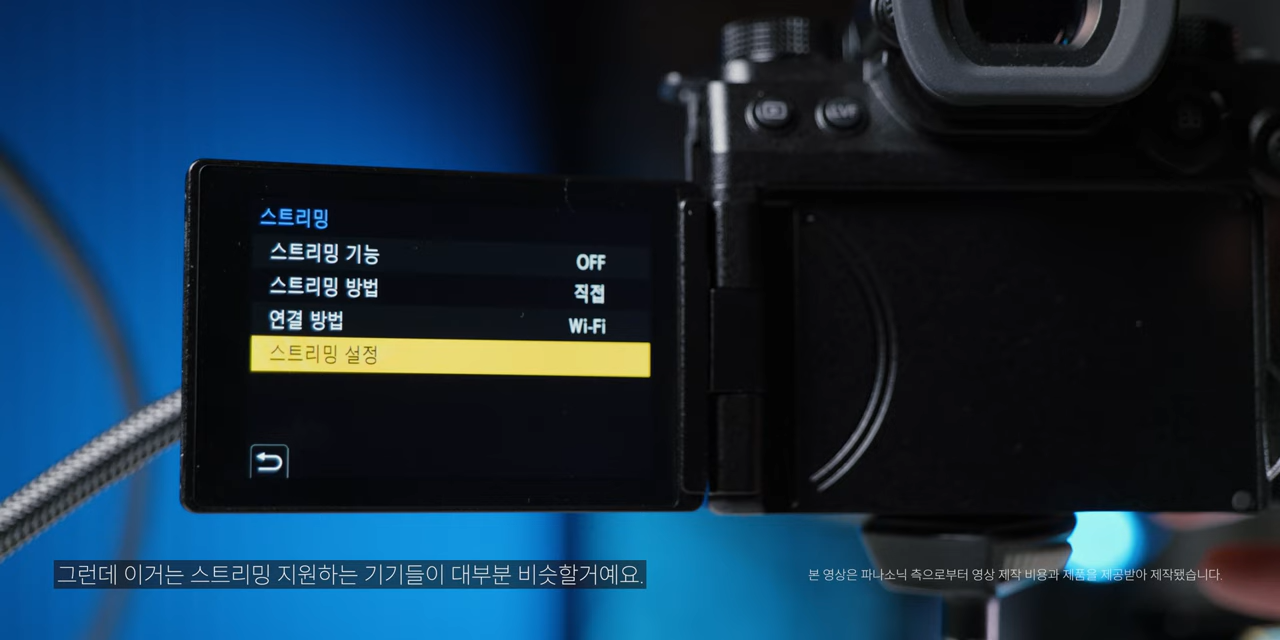 LVF
스트리밍
스트리밍 기능 OFF
스트리밍 방법 직접
연결 방법 Wi-Fi
스트리밍 설정
그런데 이거는 스트리밍 지원하는 기기들이 대부분 비슷할거예요.
본 영상은 파나소닉 측으로부터 영상 제작 비용과 제품을 제공받아 제작됐습니다.